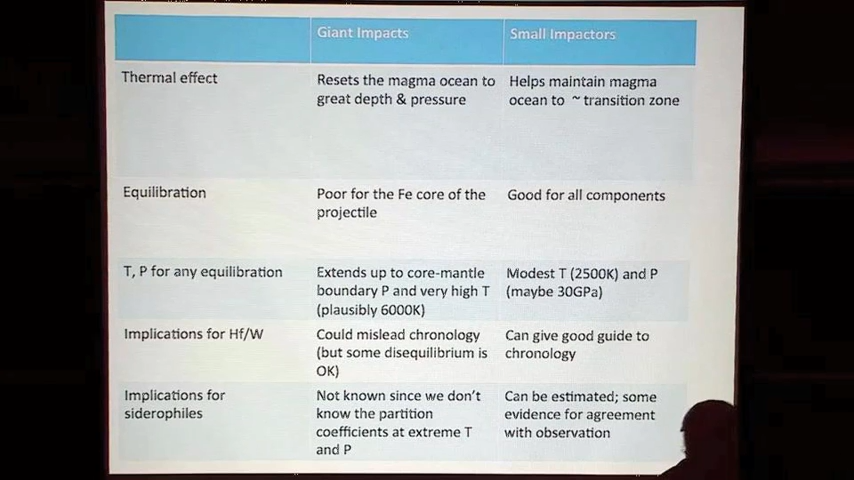 Giant Impacts
Small Impactors
Thermal effect
Resets the magma ocean to
great depth & pressure
Helps maintain magma
ocean to ~ transition zone
Equilibration
Poor for the Fe core of the
projectile
Good for all components
T, P for any equilibration
Extends up to core-mantle
boundary P and very high T
(plausibly 6000K)
Modest T (2500K) and P
(maybe 30GPa)
Implications for Hf/W
Could mislead chronology
(but some disequilibrium is
OK)
Can give good guide to
chronology
Implications for
siderophiles
Not known since we don't
know the partition
coefficients at extreme T
and P
Can be estimated; some
evidence for agreement
with observation